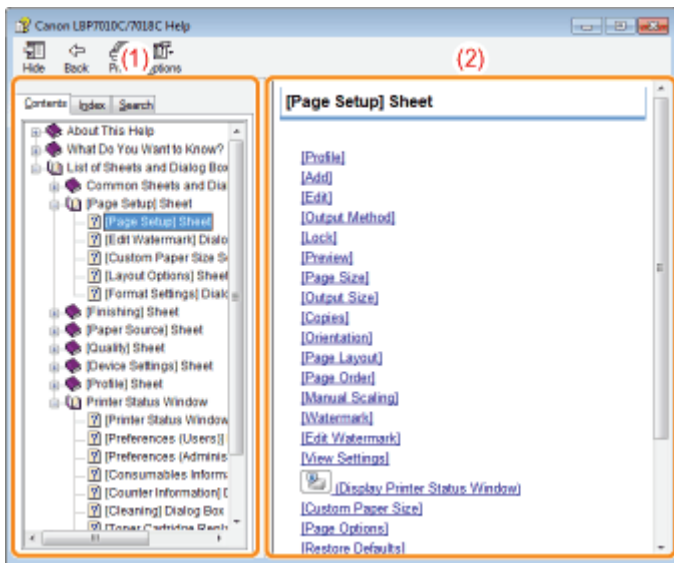 Canon LBP7010C/7018C Help
Hide Back (1) (2)
Contents Index Search
About This Help
What Do You Want to Know?
List of Sheets and Dialog Box
Common Sheets and Dia
[Page Setup] Sheet
[Page Setup] Sheet
[Edit Watermark] Dialo
[Custom Paper Size S
[Layout Options] Sheet
[Format Settings] Dialo
[Finishing] Sheet
[Paper Source] Sheet
[Quality] Sheet
[Device Settings] Sheet
[Profile] Sheet
Printer Status Window
[Printer Status Window
[Preferences (Users)]
[Preferences (Adminis
[Consumables Inform
[Counter Information] D
[Cleaning] Dialog Box
[Toner Cartridge Repl
[Page Setup] Sheet
[Profile]
[Add]
[Edit]
[Output Method]
[Lock]
[Preview]
[Page Size]
[Output Size]
[Copies]
[Orientation]
[Page Layout]
[Page Order]
[Manual Scaling]
[Watermark]
[Edit Watermark]
[View Settings]
(Display Printer Status Window)
[Custom Paper Size]
[Page Options]
[Restore Defaults]